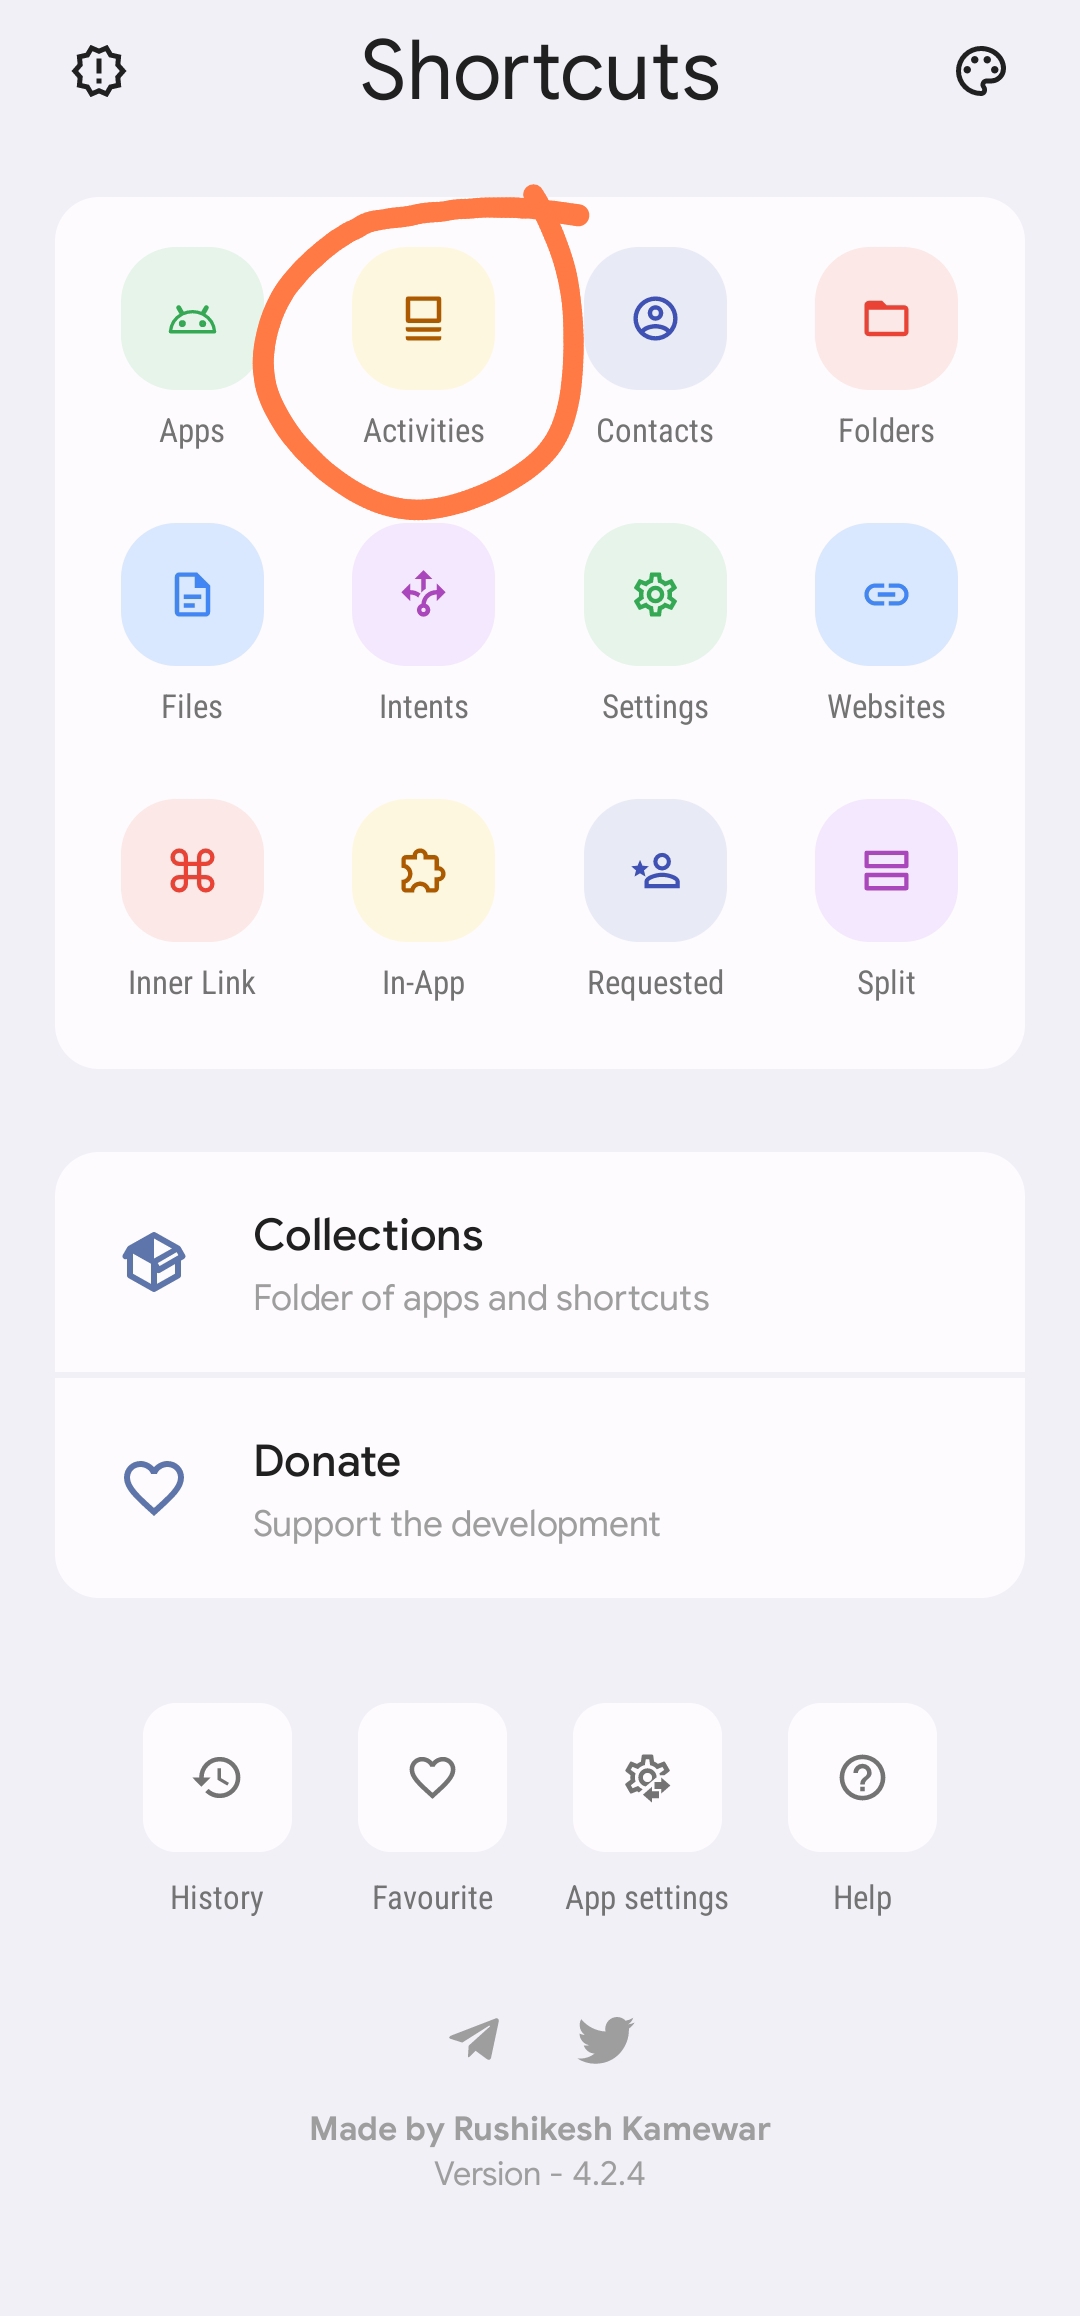 Shortcuts
Apps
Activities
Contacts
Folders
Files
Intents
Settings
Websites
Inner Link
In-App
Requested
Split
Collections
Folder of apps and shortcuts
Donate
Support the development
History
Favourite
App settings
Help
Made by Rushikesh Kamewar
Version - 4.2.4